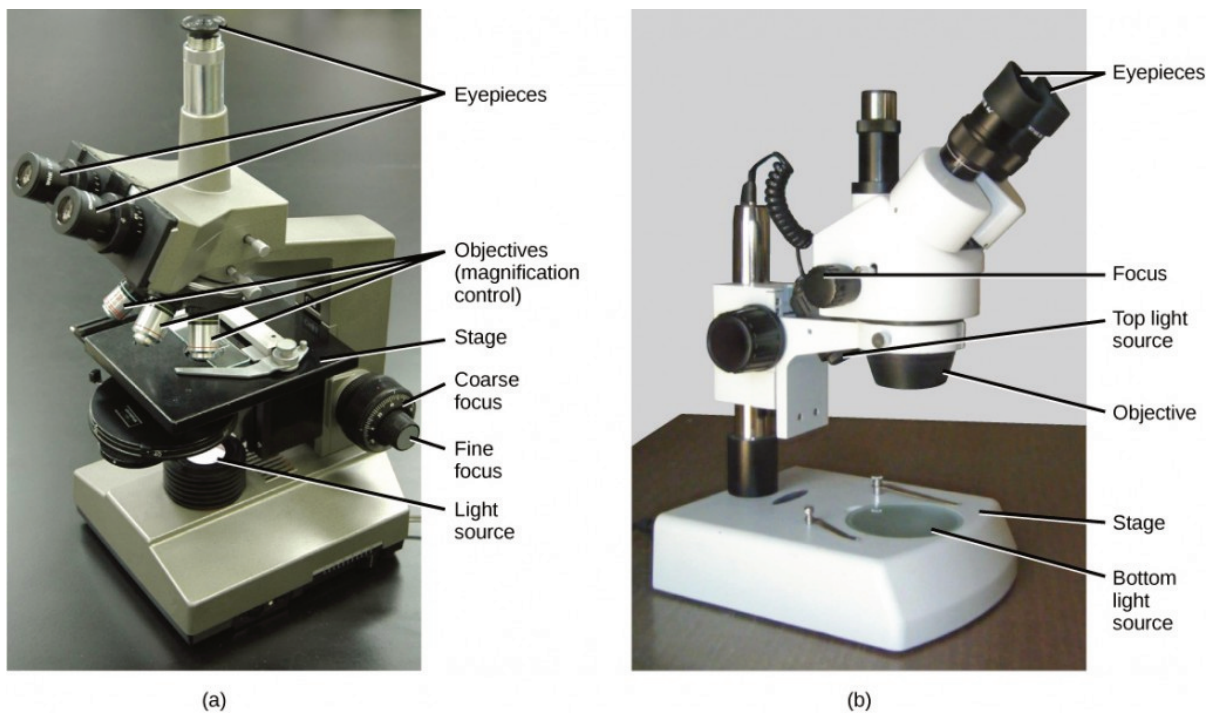 Eyepieces
Objectives
(magnification
control)
Stage
Coarse
focus
Fine
focus
Light
source
(a)
Eyepieces
Focus
Top light
source
Objective
Stage
Bottom
light
source
(b)